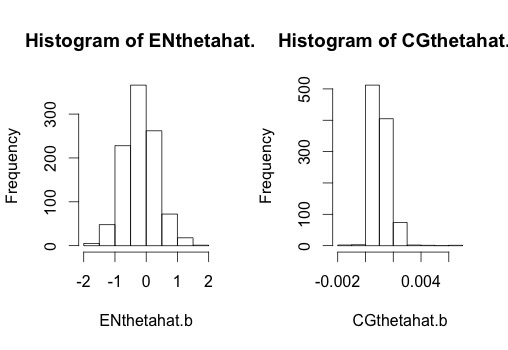 Histogram of ENthetahat.
Frequency
0 100 200 300
-2 -1 0 1 2
ENthetahat.b
Histogram of CGthetahat.
Frequency
0 100 300 500
-0.002 0.004
CGthetahat.b